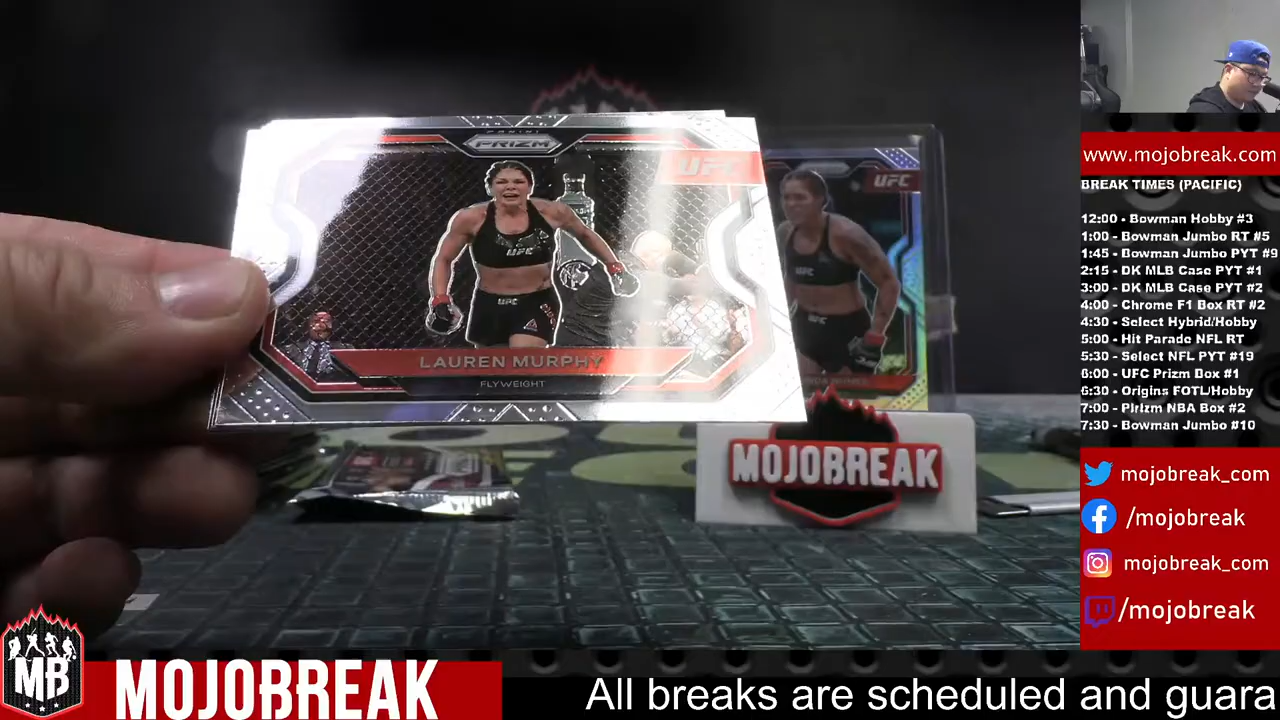 PANINI
PRIZM
UFC
UFC
UFC
LAUREN MURPHY
FLYWEIGHT
UFC
UFC
MOJOBREAK
www.mojobreak.com
BREAK TIMES (PACIFIC)
12:00 - Bowman Hobby #3
1:00 - Bowman Jumbo RT #5
1:45 - Bowman Jumbo PYT #9
2:15 - DK MLB Case PYT #1
3:00 - DK MLB Case PYT #2
4:00 - Chrome F1 Box RT #2
4:30 - Select Hybrid/Hobby
5:00 - Hit Parade NFL RT
5:30 - Select NFL PYT #19
6:00 - UFC Prizm Box #1
6:30 - Origins FOTL/Hobby
7:00 - Pirizm NBA Box #2
7:30 - Bowman Jumbo #10
mojobreak_com
/mojobreak
mojobreak_com
/mojobreak
MB
MOJOBREAK
All breaks are scheduled and guara